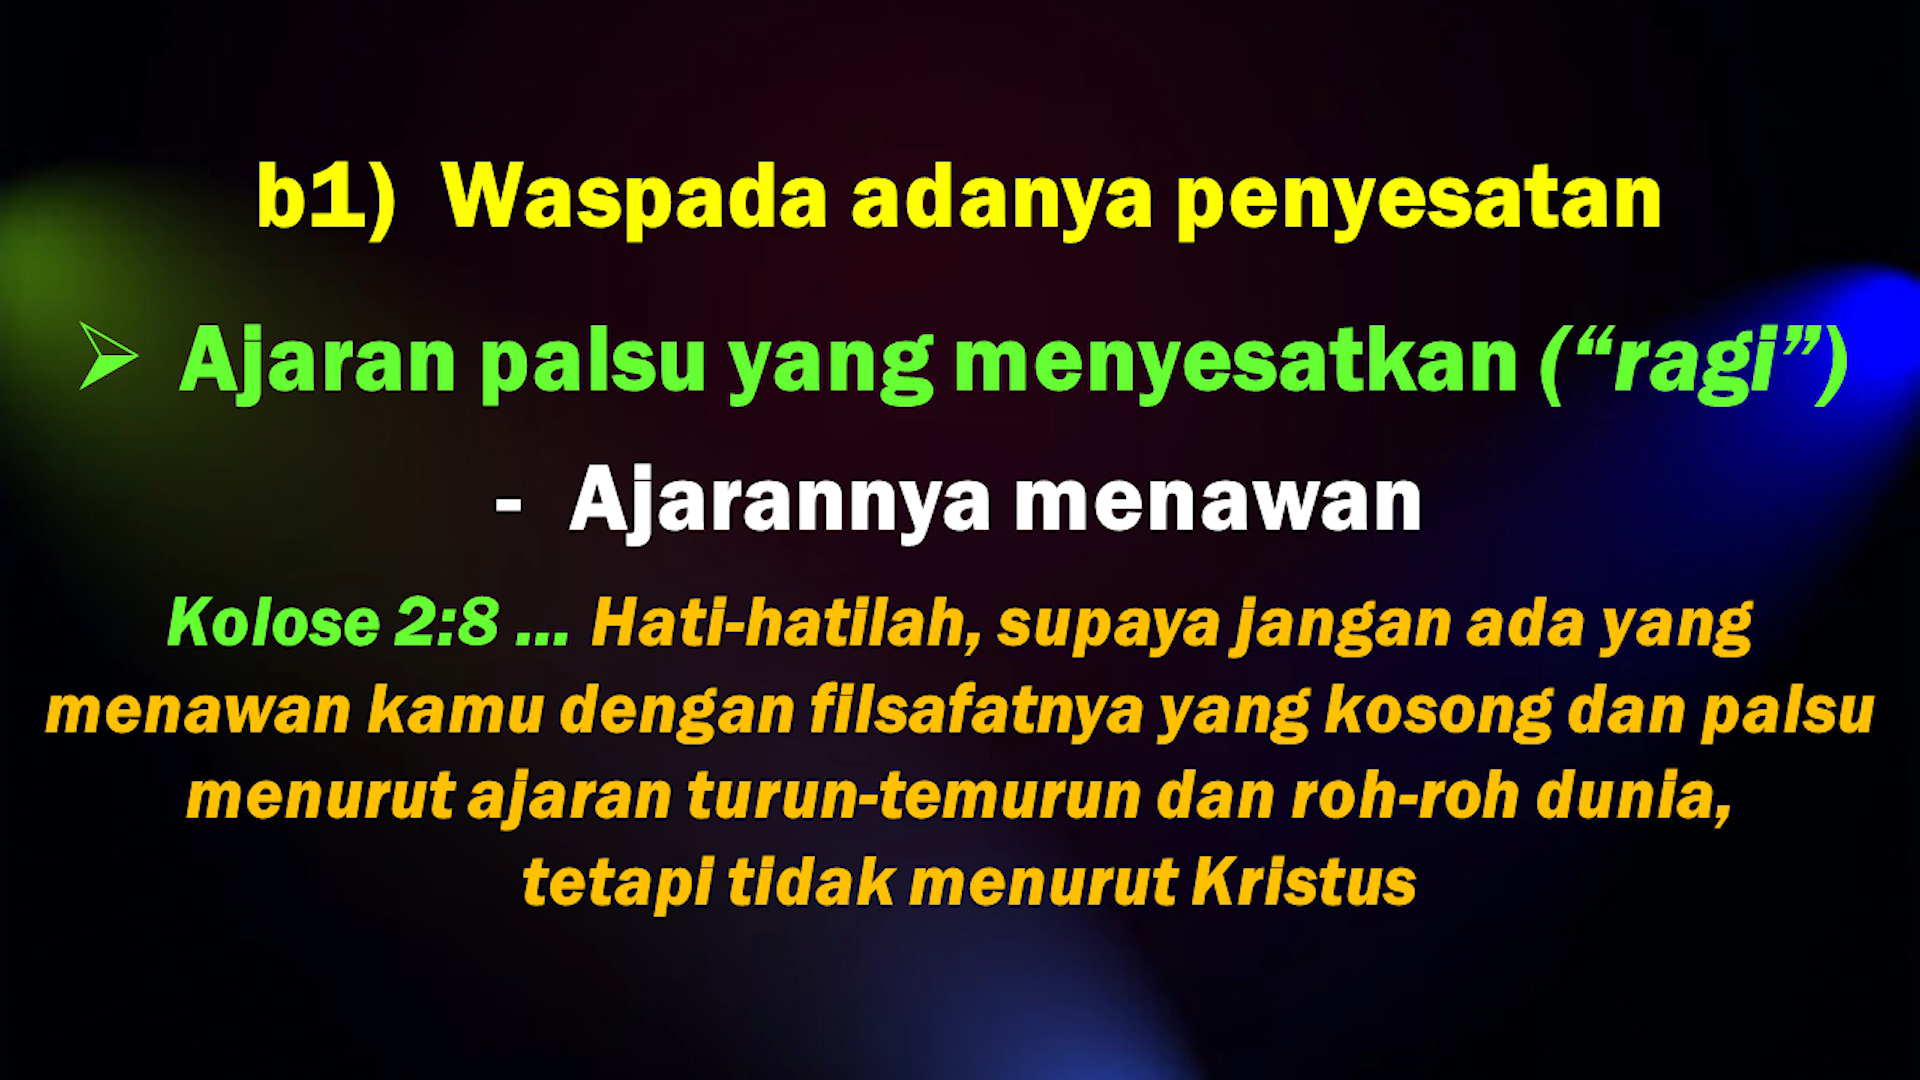 b1) Waspada adanya penyesatan
➢ Ajaran palsu yang menyesatkan (“ragi”)
- Ajarannya menawan
Kolose 2:8 ... Hati-hatilah, supaya jangan ada yang
menawan kamu dengan filsafatnya yang kosong dan palsu
menurut ajaran turun-temurun dan roh-roh dunia,
tetapi tidak menurut Kristus